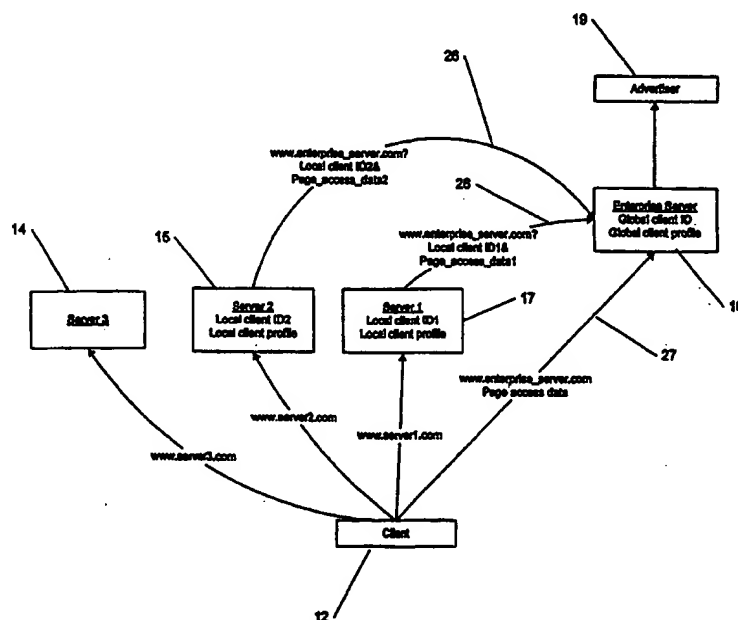 19
Advertiser
26
www.enterprise_server.com?
Local client ID2&
Page_access_data2
26
Enterprise Server
Global client ID
Global client profile
www.enterprise_server.com?
Local client ID1&
Page_access_data1
14
15
17
Server 3
Server 2
Local client ID2
Local client profile
Server 1
Local client ID1
Local client profile
27
www.enterprise_server.com
Page access data
www.server3.com
www.server2.com
www.server1.com
Client
12